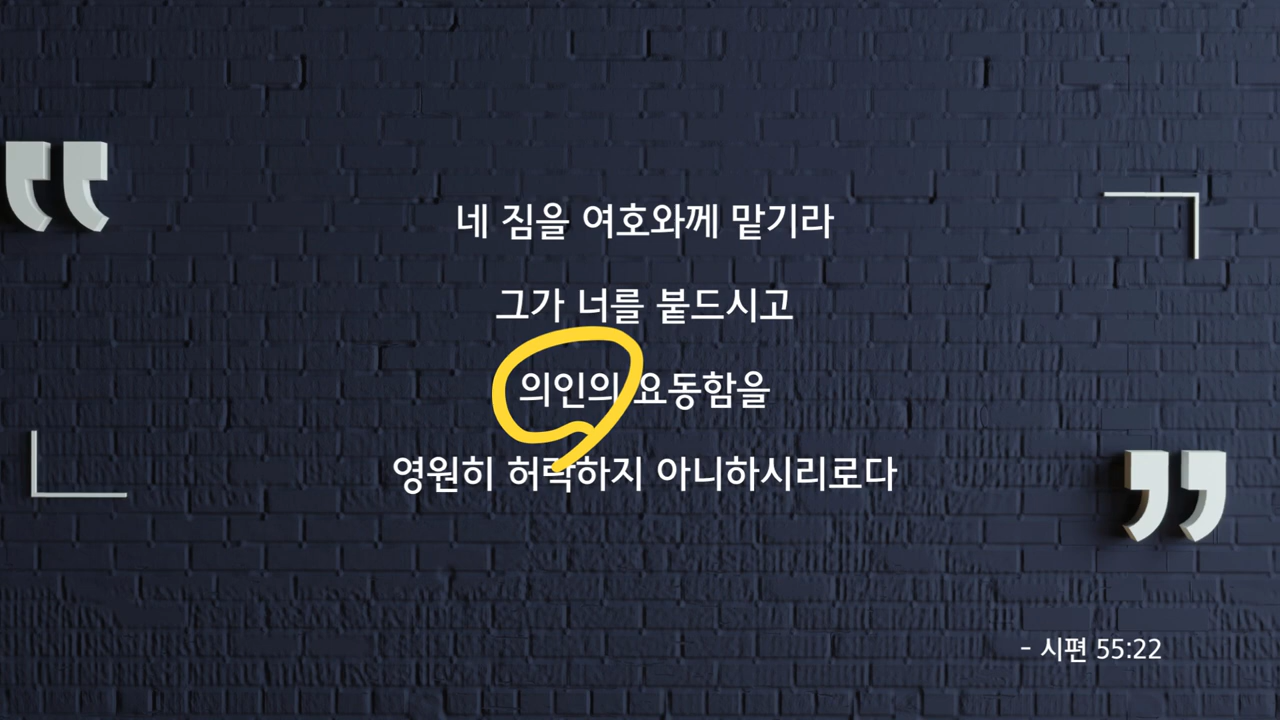 네 짐을 여호와께 맡기라
그가 너를 붙드시고
의인의 요동함을
영원히 허락하지 아니하시리로다
- 시편 55:22